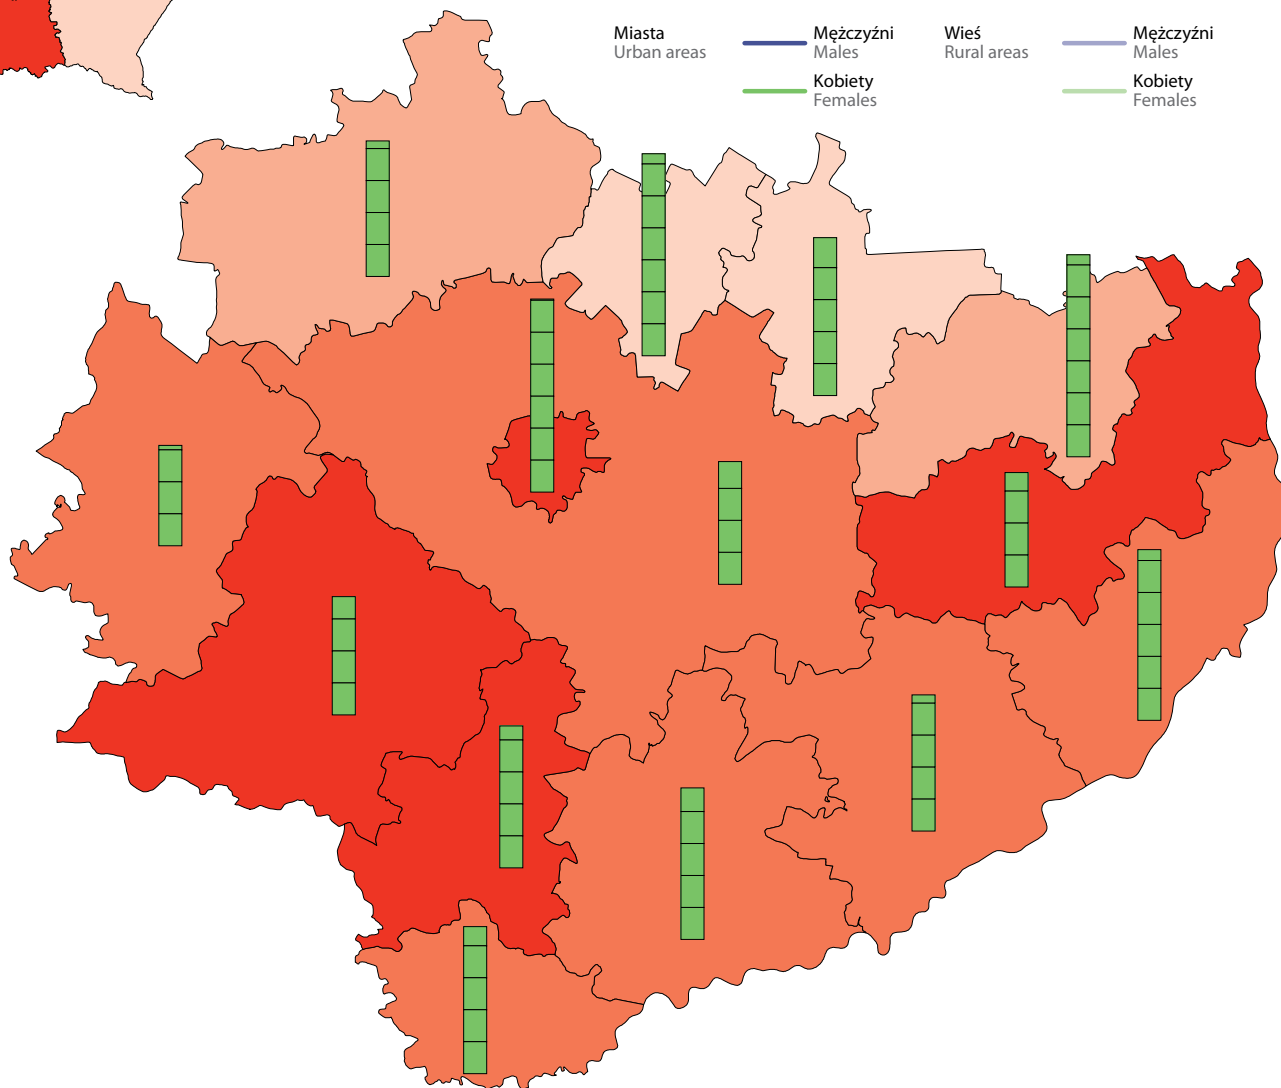 Miasta
Urban areas
Mężczyźni
Males
Kobiety
Females
Wieś
Rural areas
Mężczyźni
Males
Kobiety
Females